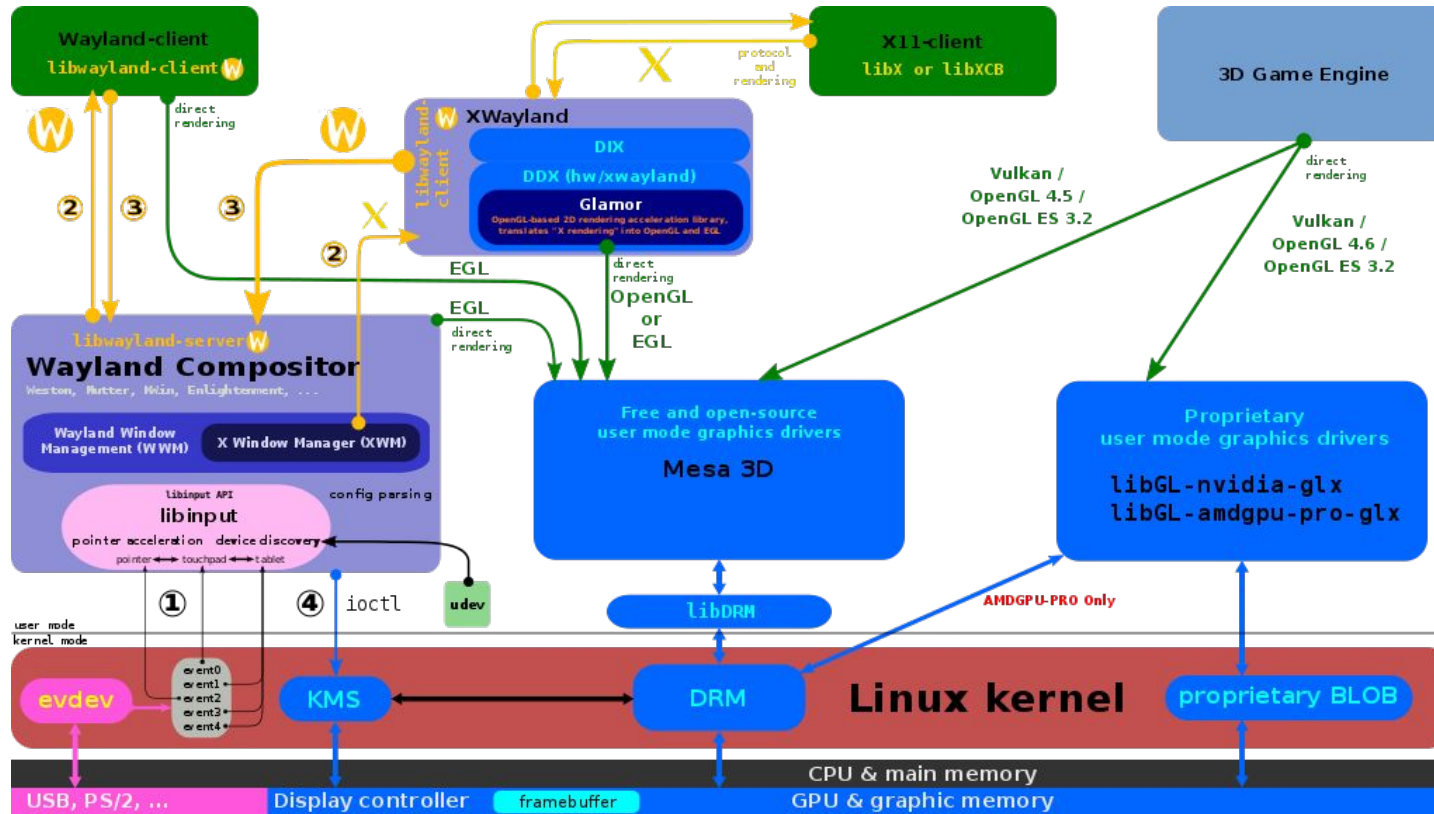 Wayland-client
libwayland-client W
direct
rendering
W
②
③
X
protocol
and
rendering
X11-client
libX or libXCB
3D Game Engine
direct
rendering
W
③
W XWayland
libwayland-
client
DIX
DDX (hw/xwayland)
Glamor
OpenGL-based 2D rendering acceleration library,
translates "X rendering" into OpenGL and EGL
X
②
direct
rendering
OpenGL
or
EGL
EGL
EGL
direct
rendering
Vulkan /
OpenGL 4.5 /
OpenGL ES 3.2
Vulkan /
OpenGL 4.6 /
OpenGL ES 3.2
libwayland-server W
Wayland Compositor
Weston, Mutter, KWin, Enlightenment, ...
Wayland Window
Management (WWM)
X Window Manager (XWM)
libinput API
libinput
config parsing
pointer acceleration device discovery
pointer touchpad tablet
Free and open-source
user mode graphics drivers
Mesa 3D
Proprietary
user mode graphics drivers
libGL-nvidia-glx
libGL-amdgpu-pro-glx
①
④ ioctl
udev
libDRM
AMDGPU-PRO Only
user mode
kernel mode
evdev
event0
event1
event2
event3
event4
KMS
DRM
Linux kernel
proprietary BLOB
CPU & main memory
USB, PS/2, ...
Display controller
framebuffer
GPU & graphic memory